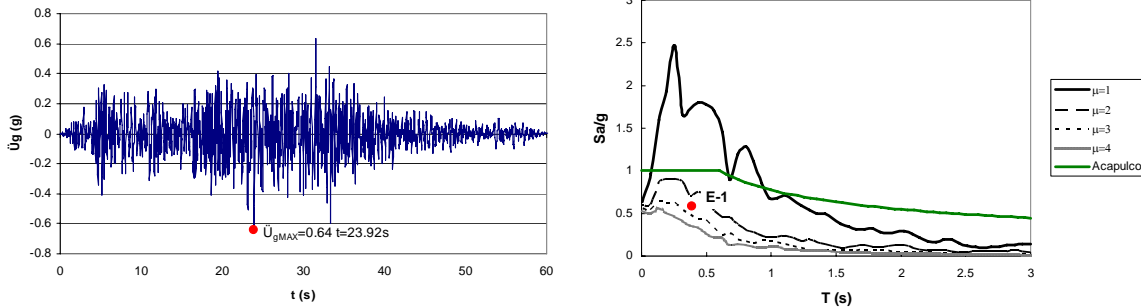 0.8
0.6
0.4
0.2
0
-0.2
-0.4
-0.6
-0.8
Üg (g)
ÜgMAX=0.64 t=23.92s
0 10 20 30 40 50 60
t (s)
3
2.5
2
1.5
1
0.5
0
Sa/g
E-1
0 0.5 1 1.5 2 2.5 3
T (s)
µ=1
µ=2
µ=3
µ=4
Acapulco